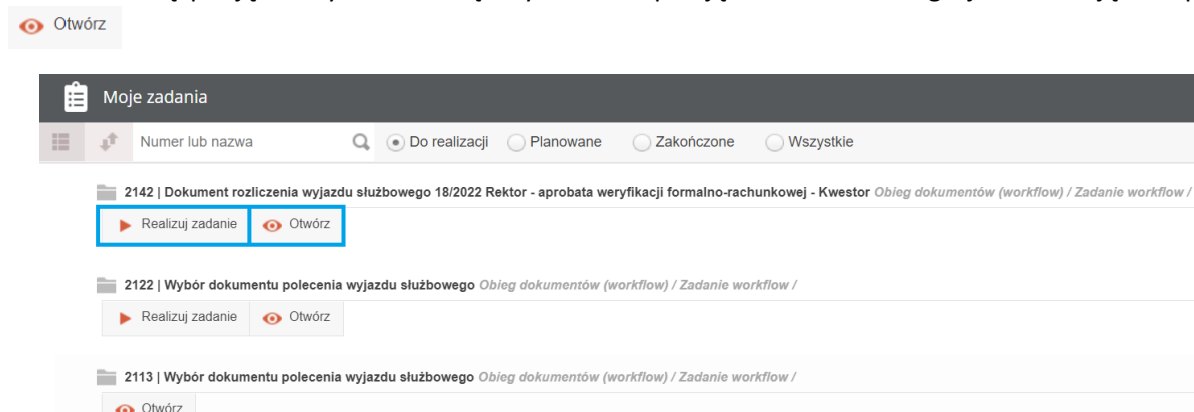 Otwórz
Moje zadania
Numer lub nazwa Do realizacji Planowane Zakończone Wszystkie
2142 | Dokument rozliczenia wyjazdu służbowego 18/2022 Rektor - aprobata weryfikacji formalno-rachunkowej - Kwestor Obieg dokumentów (workflow) / Zadanie workflow /
Realizuj zadanie Otwórz
2122 | Wybór dokumentu polecenia wyjazdu służbowego Obieg dokumentów (workflow) / Zadanie workflow /
Realizuj zadanie Otwórz
2113 | Wybór dokumentu polecenia wyjazdu służbowego Obieg dokumentów (workflow) / Zadanie workflow /
Otwórz